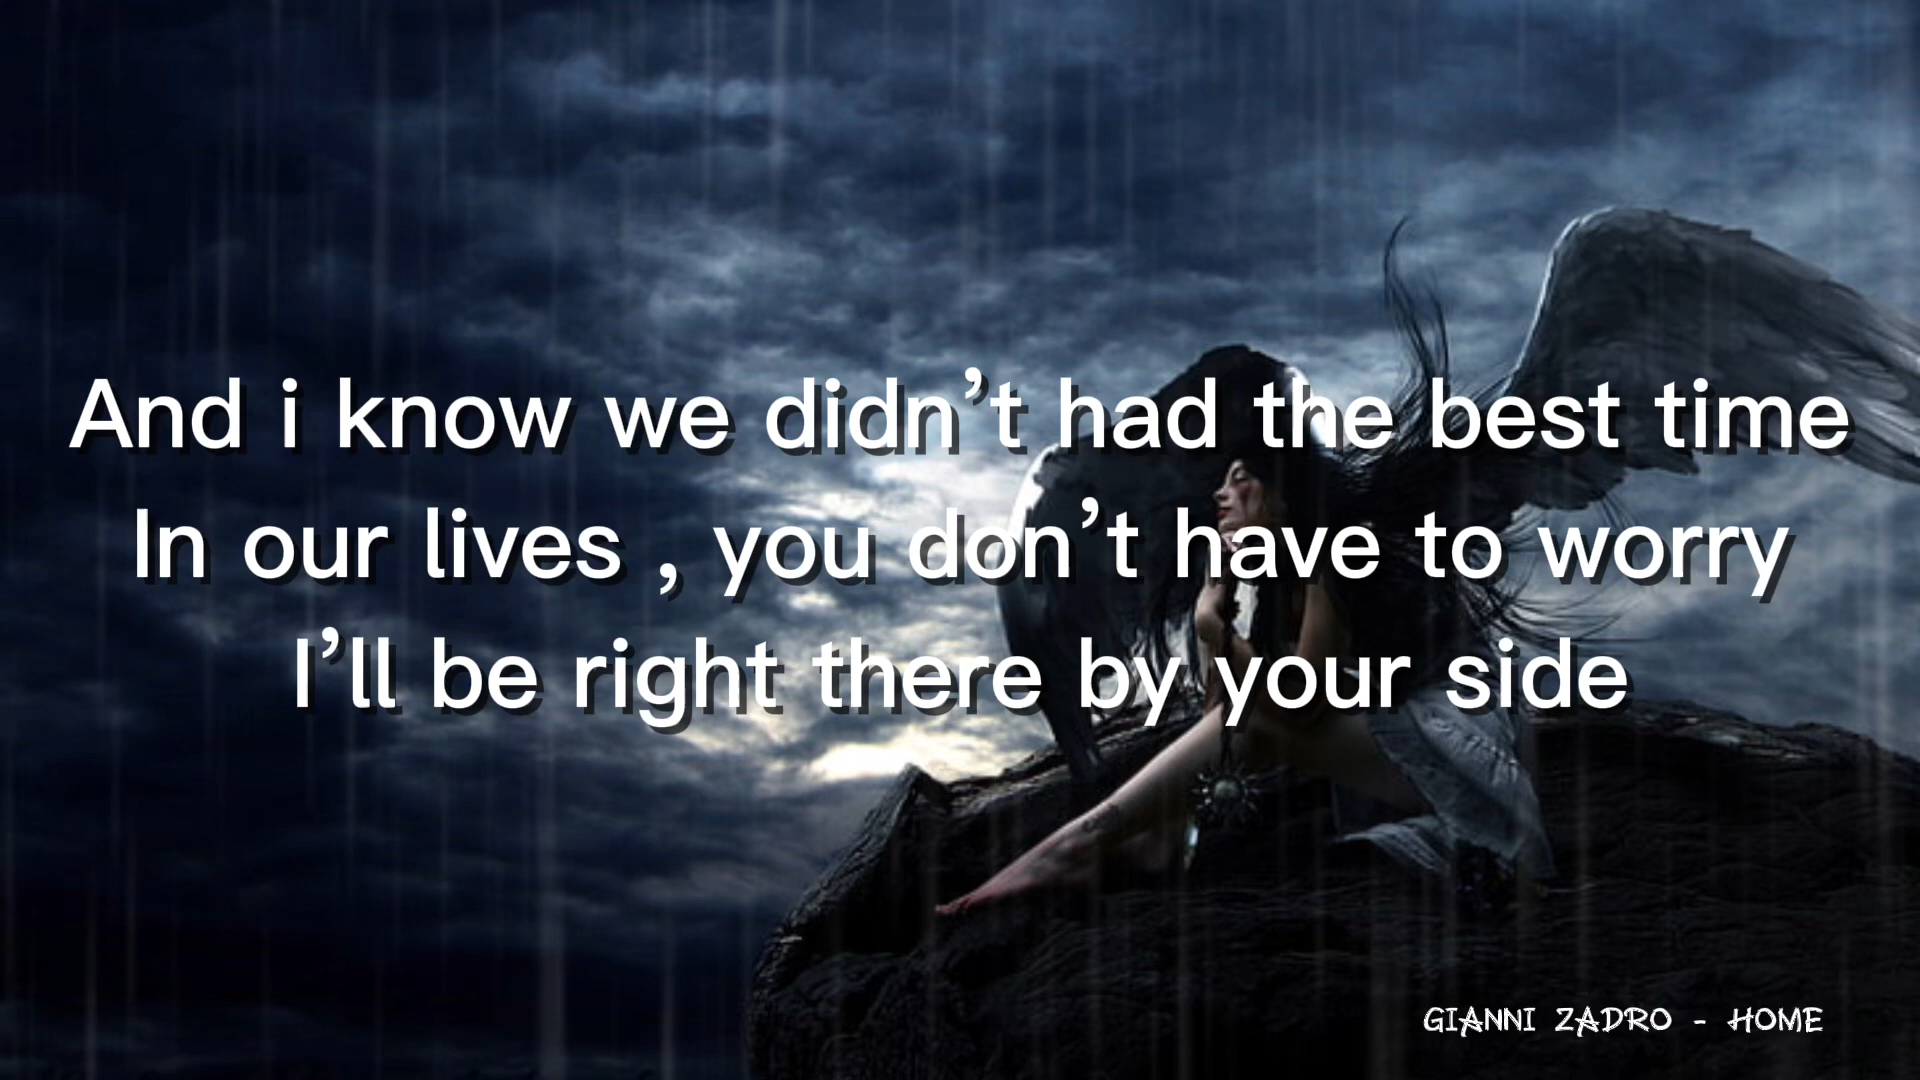 And i know we didn’t had the best time
In our lives , you don’t have to worry
I’ll be right there by your side
GIANNI ZADRO - HOME